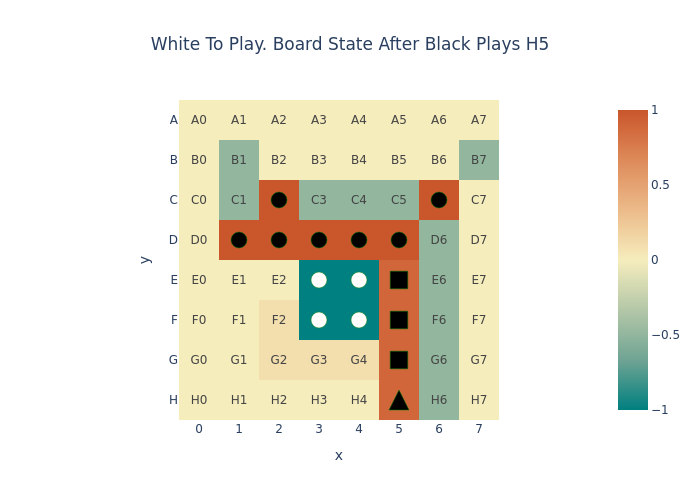 White To Play. Board State After Black Plays H5
A A0 A1 A2 A3 A4 A5 A6 A7
B B0 B1 B2 B3 B4 B5 B6 B7
C C0 C1 C3 C4 C5 C7
D D0 D6 D7
E E0 E1 E2 E6 E7
F F0 F1 F2 F6 F7
G G0 G1 G2 G3 G4 G6 G7
H H0 H1 H2 H3 H4 H6 H7
0 1 2 3 4 5 6 7
x
y
1
0.5
0
−0.5
−1